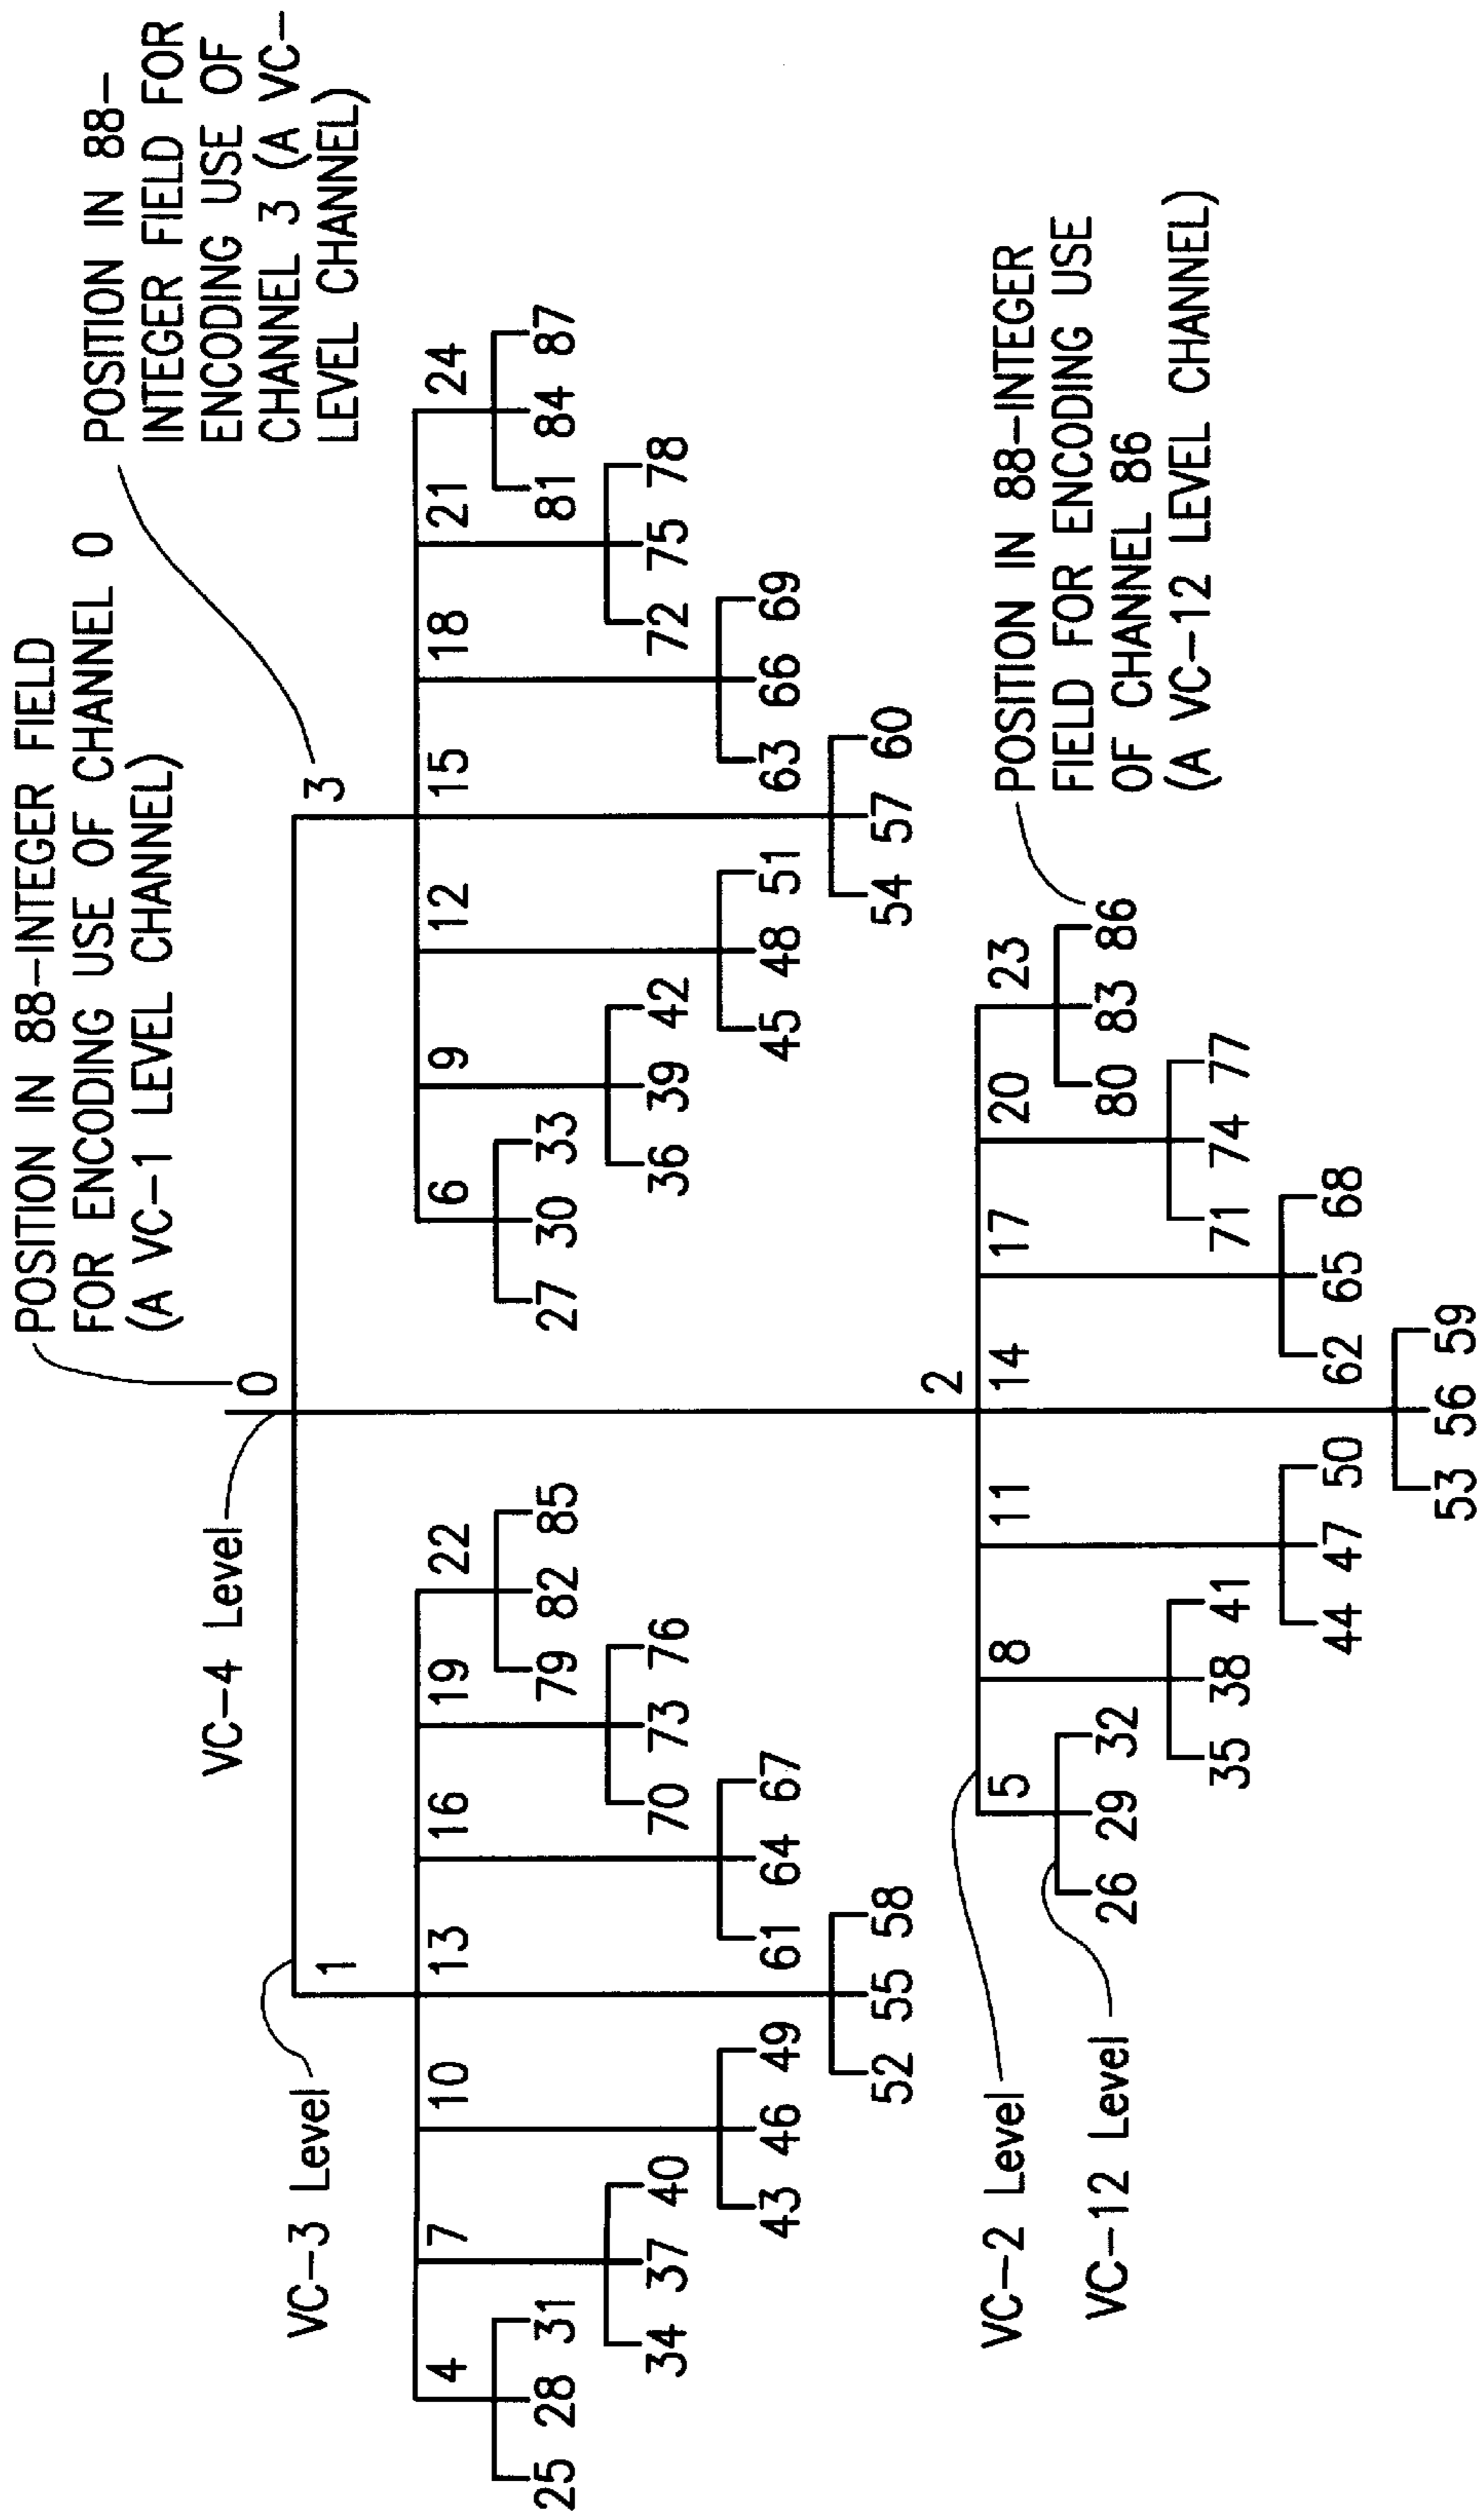 POSITION IN 88-INTEGER FIELD
FOR ENCODING USE OF CHANNEL 0
(A VC-1 LEVEL CHANNEL)
POSITION IN 88-
INTEGER FIELD FOR
ENCODING USE OF
CHANNEL 3 (A VC-
LEVEL CHANNEL)
VC-4 Level
0
VC-3 Level
1
3
4 7 10 13 16 19 22
6 9 12 15 18 21 24
25 28 31
79 82 85
27 30 33
81 84 87
34 37 40
70 73 76
36 39 42
72 75 78
43 46 49
61 64 67
45 48 51
63 66 69
52 55 58
54 57 60
2
VC-2 Level
5 8 11 14 17 20 23
POSITION IN 88-INTEGER
FIELD FOR ENCODING USE
OF CHANNEL 86
(A VC-12 LEVEL CHANNEL)
VC-12 Level
26 29 32
80 83 86
35 38 41
71 74 77
44 47 50
62 65 68
53 56 59